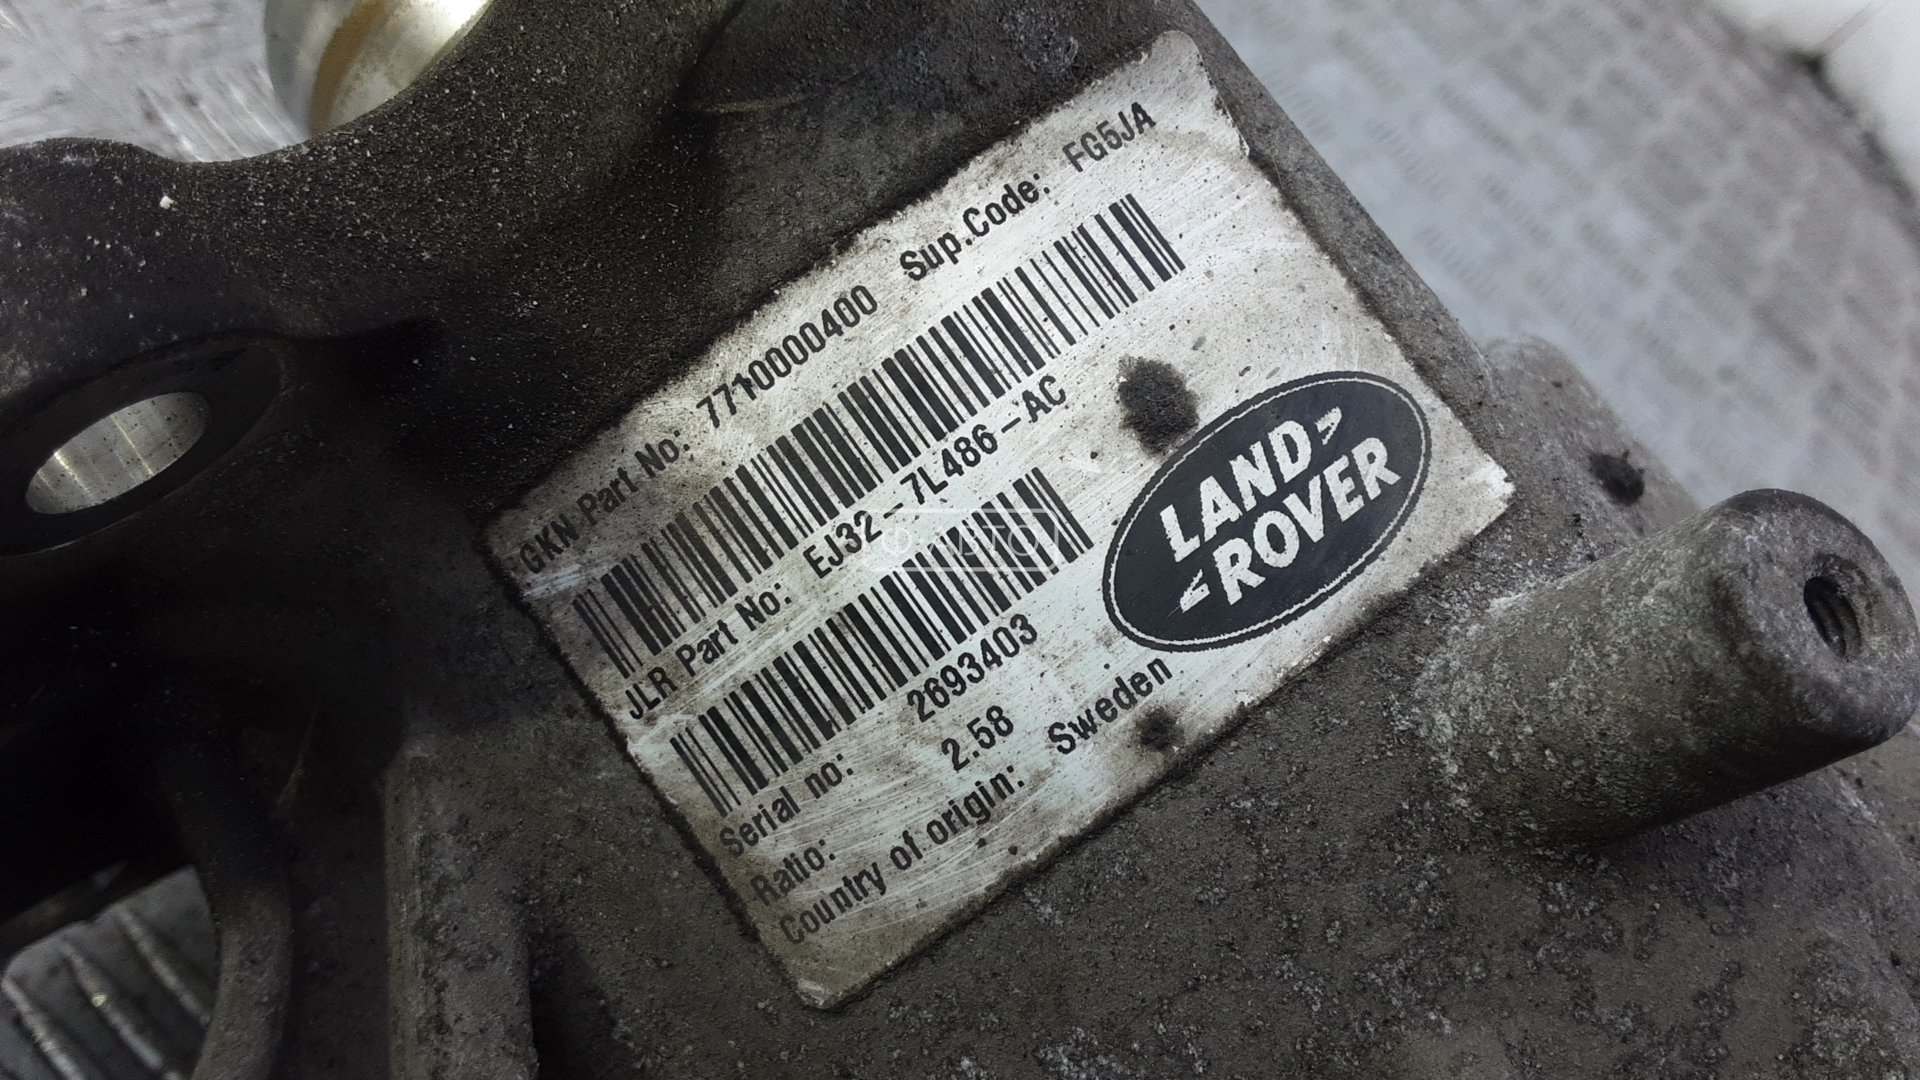 GKN Part No: 7710000400 Sup.Code: FG5JA
JLR Part No: EJ32-7L486-AC
Serial no: 2693403
Ratio: 2.58
Country of origin: Sweden
LAND
ROVER